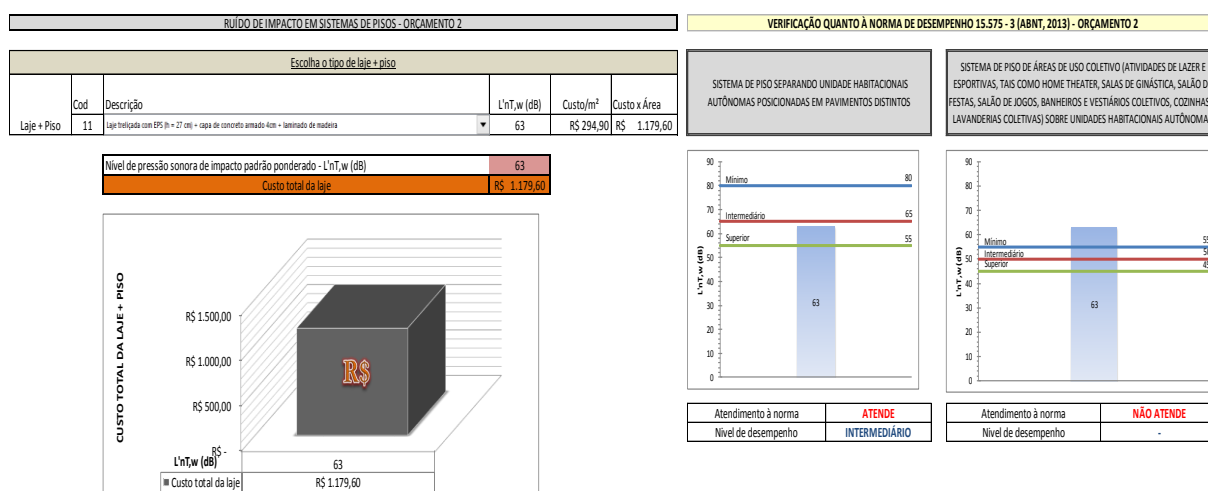 RUÍDO DE IMPACTO EM SISTEMAS DE PISOS - ORÇAMENTO 2
Escolha o tipo de laje + piso
Cod Descrição L'nT,w (dB) Custo/m² Custo x Área
Laje + Piso 11 Laje treliçada com EPS (h = 27 cm) + capa de concreto armado 4cm + laminado de madeira 63 R$ 294,90 R$ 1.179,60
Nível de pressão sonora de impacto padrão ponderado - L'nT,w (dB) 63
Custo total da laje R$ 1.179,60
CUSTO TOTAL DA LAJE + PISO
R$ 1.500,00
R$ 1.000,00
R$ 500,00
R$ -
R$
L'nT,w (dB) 63
Custo total da laje R$ 1.179,60
VERIFICAÇÃO QUANTO À NORMA DE DESEMPENHO 15.575 - 3 (ABNT, 2013) - ORÇAMENTO 2
SISTEMA DE PISO SEPARANDO UNIDADE HABITACIONAIS
AUTÔNOMAS POSICIONADAS EM PAVIMENTOS DISTINTOS
L'nT,w (dB)
90
80
70
60
50
40
30
20
10
0
Mínimo 80
Intermediário 65
Superior 55
63
Atendimento à norma ATENDE
Nivel de desempenho INTERMEDIÁRIO
SISTEMA DE PISO DE ÁREAS DE USO COLETIVO (ATIVIDADES DE LAZER E
ESPORTIVAS, TAIS COMO HOME THEATER, SALAS DE GINÁSTICA, SALÃO D
FESTAS, SALÃO DE JOGOS, BANHEIROS E VESTIÁRIOS COLETIVOS, COZINHAS
LAVANDERIAS COLETIVAS) SOBRE UNIDADES HABITACIONAIS AUTÔNOMA
L'nT,w (dB)
90
80
70
60
50
40
30
20
10
0
Mínimo 55
Intermediário 50
Superior 45
63
Atendimento à norma NÃO ATENDE
Nivel de desempenho -